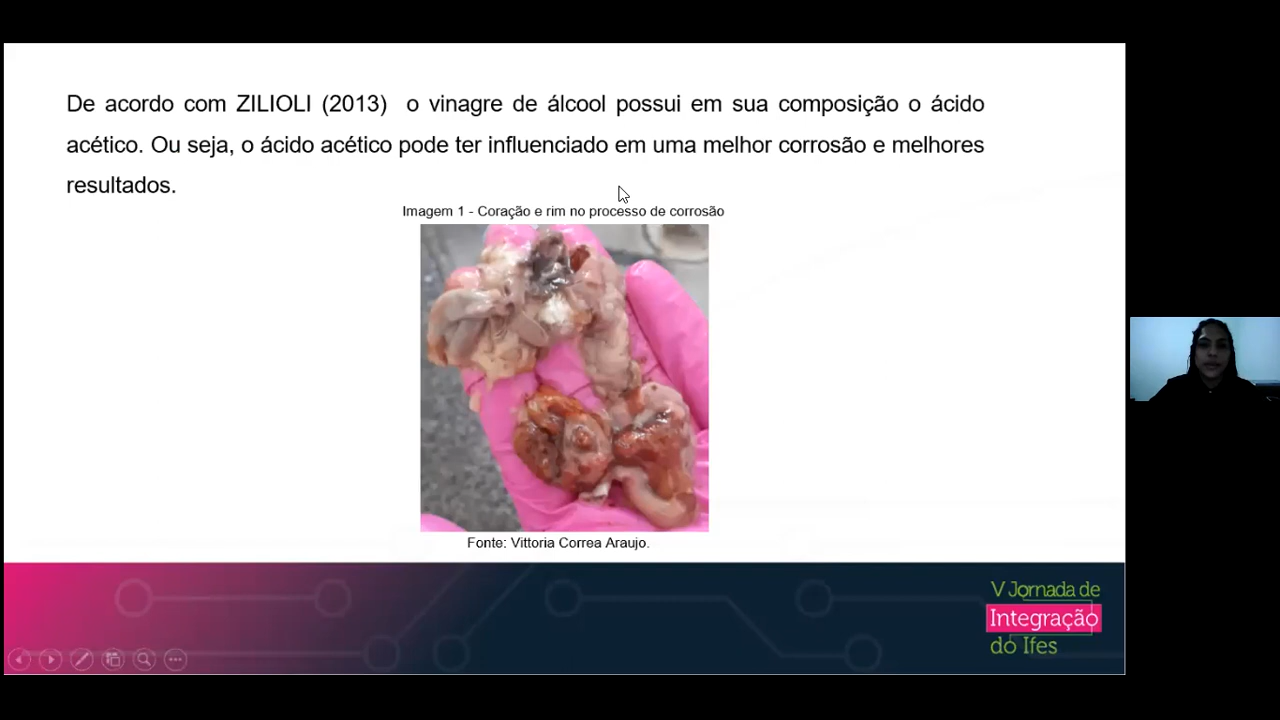 De acordo com ZILIOLI (2013) o vinagre de álcool possui em sua composição o ácido
acético. Ou seja, o ácido acético pode ter influenciado em uma melhor corrosão e melhores
resultados.
Imagem 1 - Coração e rim no processo de corrosão
Fonte: Vittoria Correa Araujo.
V Jornada de
Integração
do Ifes